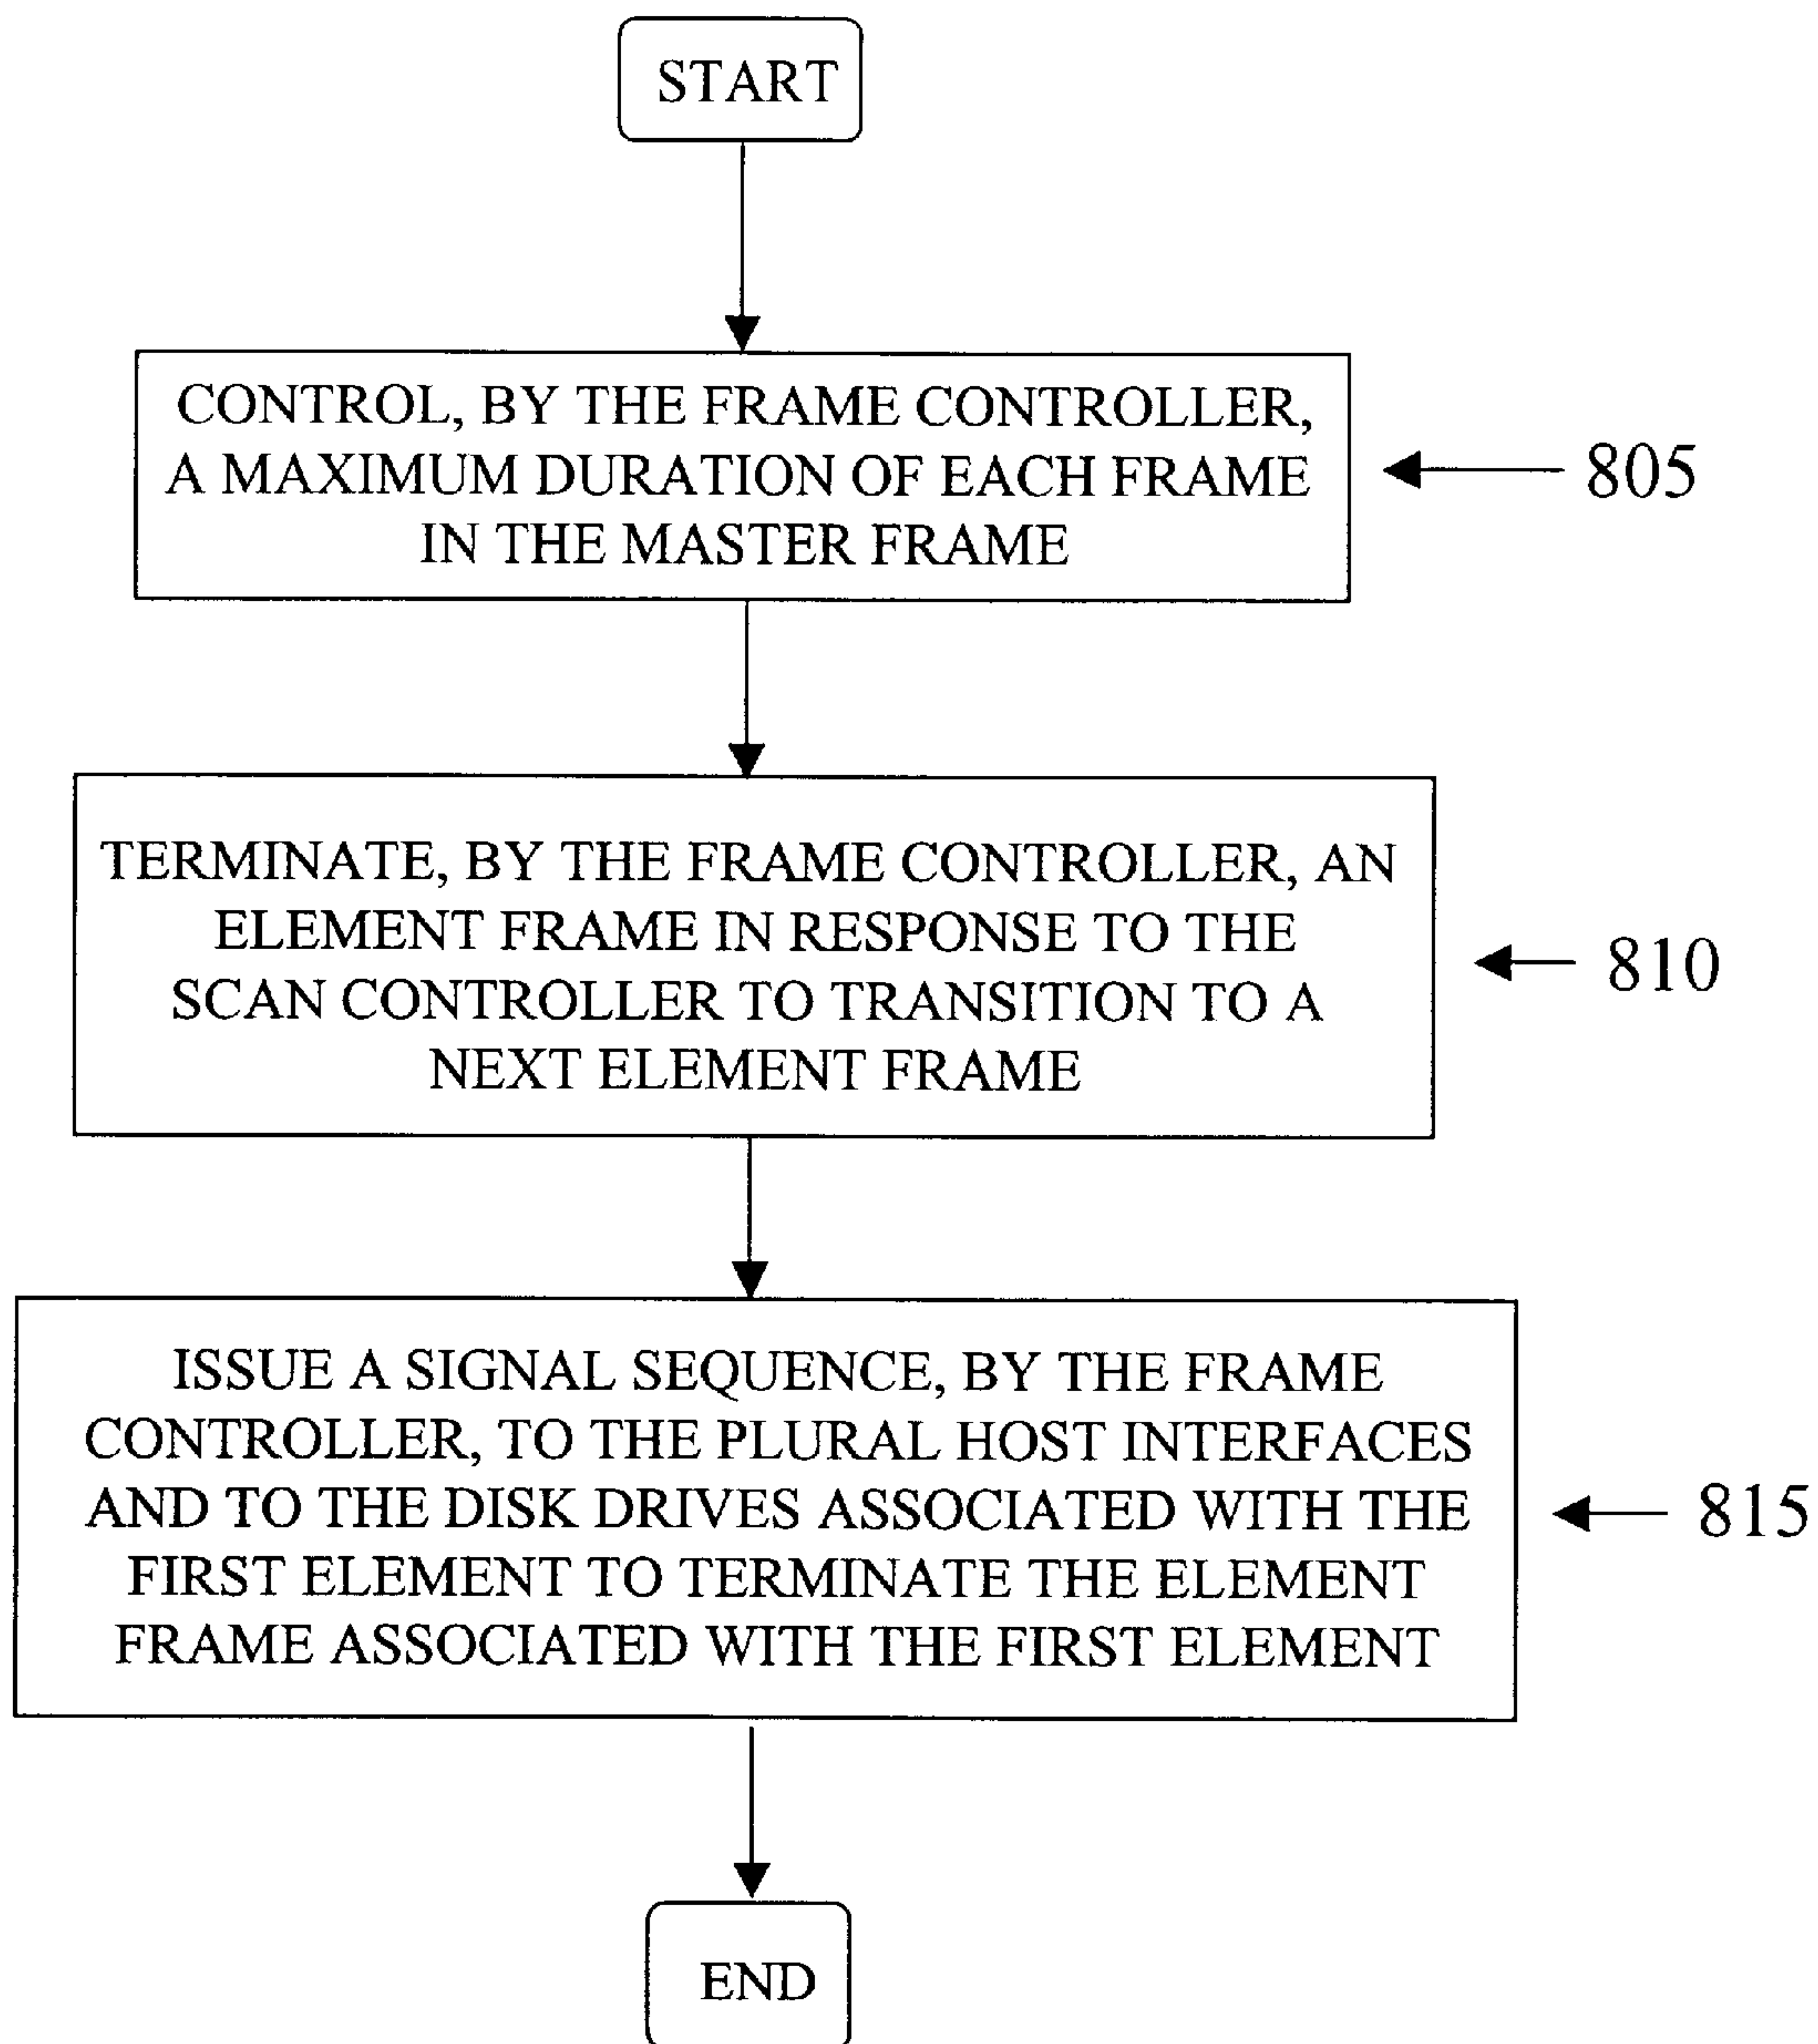 START
CONTROL, BY THE FRAME CONTROLLER,
A MAXIMUM DURATION OF EACH FRAME
IN THE MASTER FRAME
805
TERMINATE, BY THE FRAME CONTROLLER, AN
ELEMENT FRAME IN RESPONSE TO THE
SCAN CONTROLLER TO TRANSITION TO A
NEXT ELEMENT FRAME
810
ISSUE A SIGNAL SEQUENCE, BY THE FRAME
CONTROLLER, TO THE PLURAL HOST INTERFACES
AND TO THE DISK DRIVES ASSOCIATED WITH THE
FIRST ELEMENT TO TERMINATE THE ELEMENT
FRAME ASSOCIATED WITH THE FIRST ELEMENT
815
END